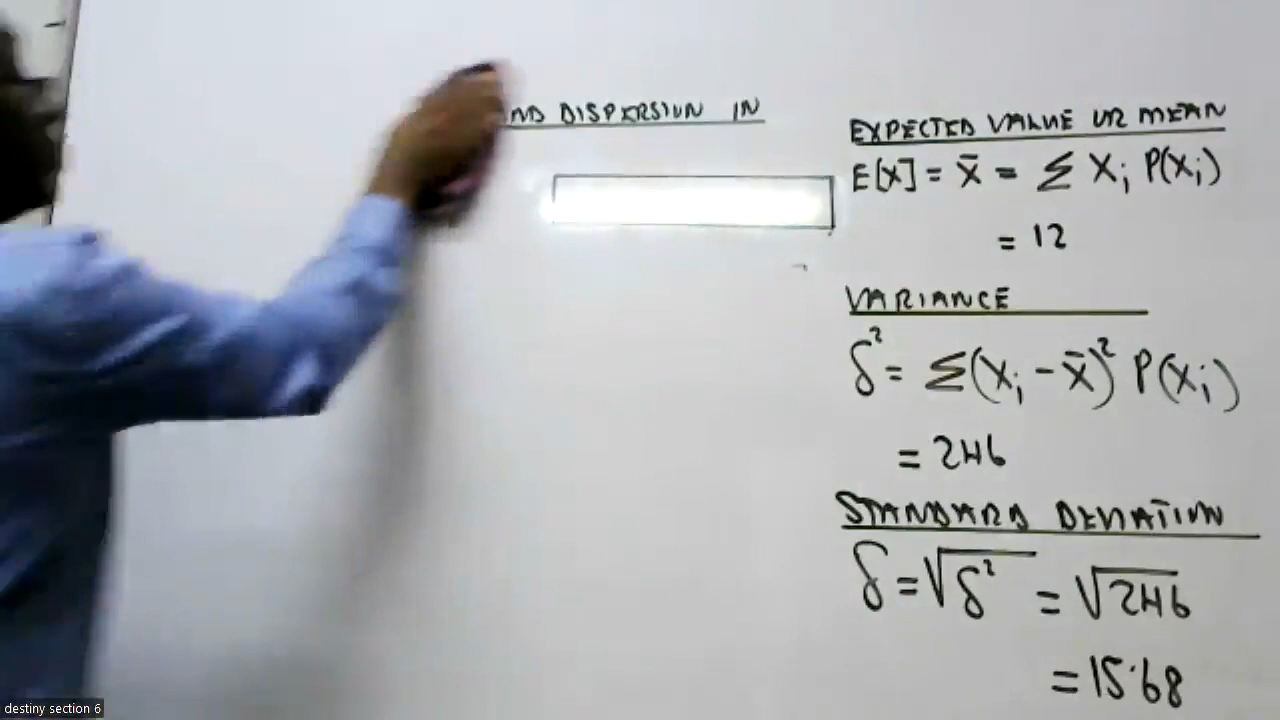 AND DISPERSION IN
EXPECTED VALUE OR MEAN
E[X] = x̄ = Σ Xi P(Xi)
= 12
VARIANCE
δ² = Σ(Xi - x̄)² P(Xi)
= 246
STANDARD DEVIATION
δ = √δ² = √246
= 15.68
destiny section 6